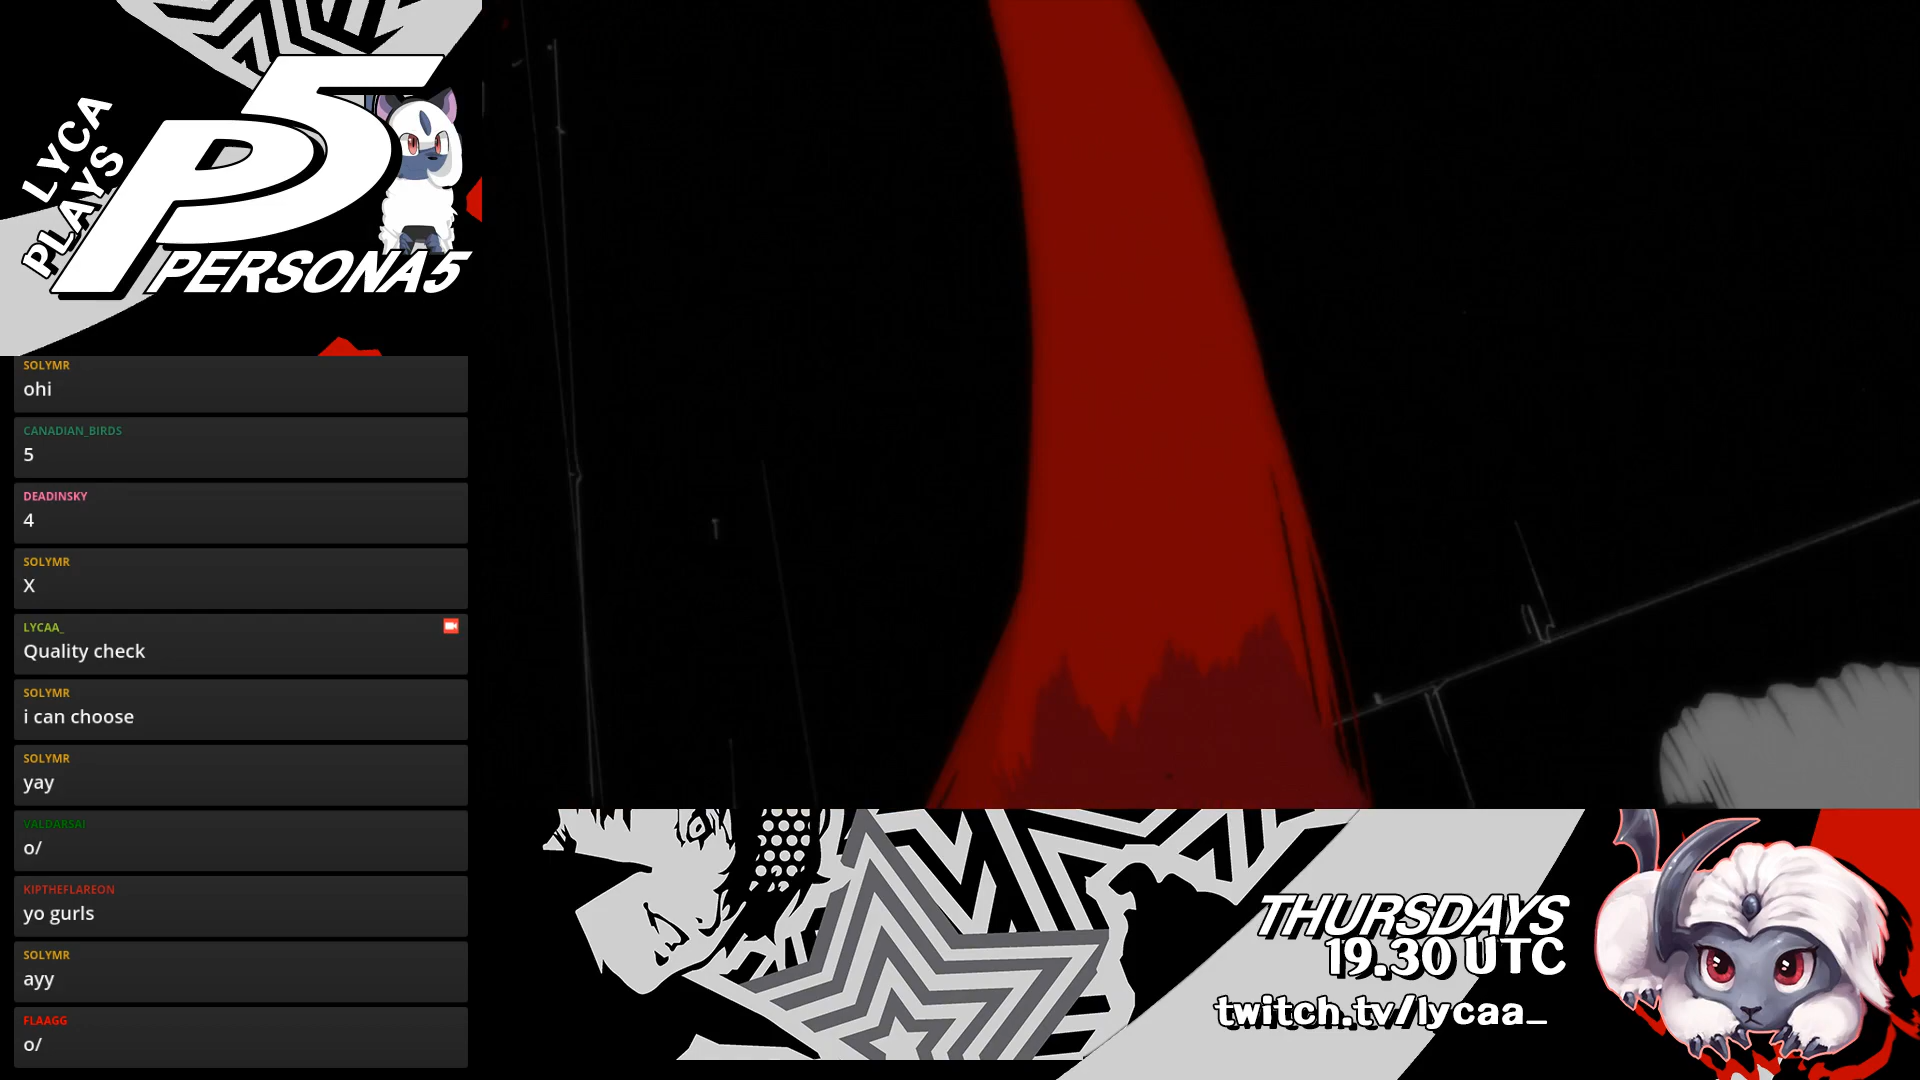 LYCA
PLAYS
P5
PERSONA5
SOLYMR
ohi
CANADIAN_BIRDS
5
DEADINSKY
4
SOLYMR
X
LYCAA_
Quality check
SOLYMR
i can choose
SOLYMR
yay
VALDARSAI
o/
KIPTHEFLAREON
yo gurls
SOLYMR
ayy
FLAAGG
o/
THURSDAYS
19.30 UTC
twitch.tv/lycaa_